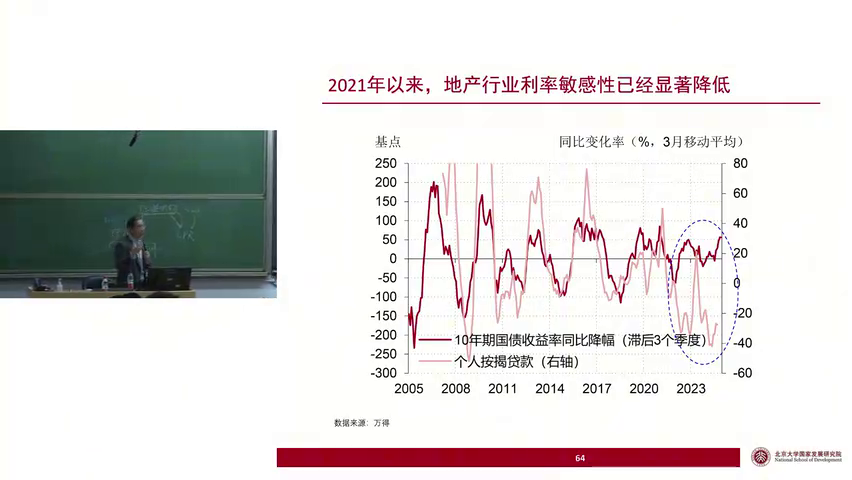 2021年以来，地产行业利率敏感性已经显著降低
基点
同比变化率（%，3月移动平均）
250
200
150
100
50
0
-50
-100
-150
-200
-250
-300
80
60
40
20
0
-20
-40
-60
10年期国债收益率同比降幅（滞后3个季度）
个人按揭贷款（右轴）
2005 2008 2011 2014 2017 2020 2023
数据来源：万得
64
北京大学国家发展研究院
National School of Development